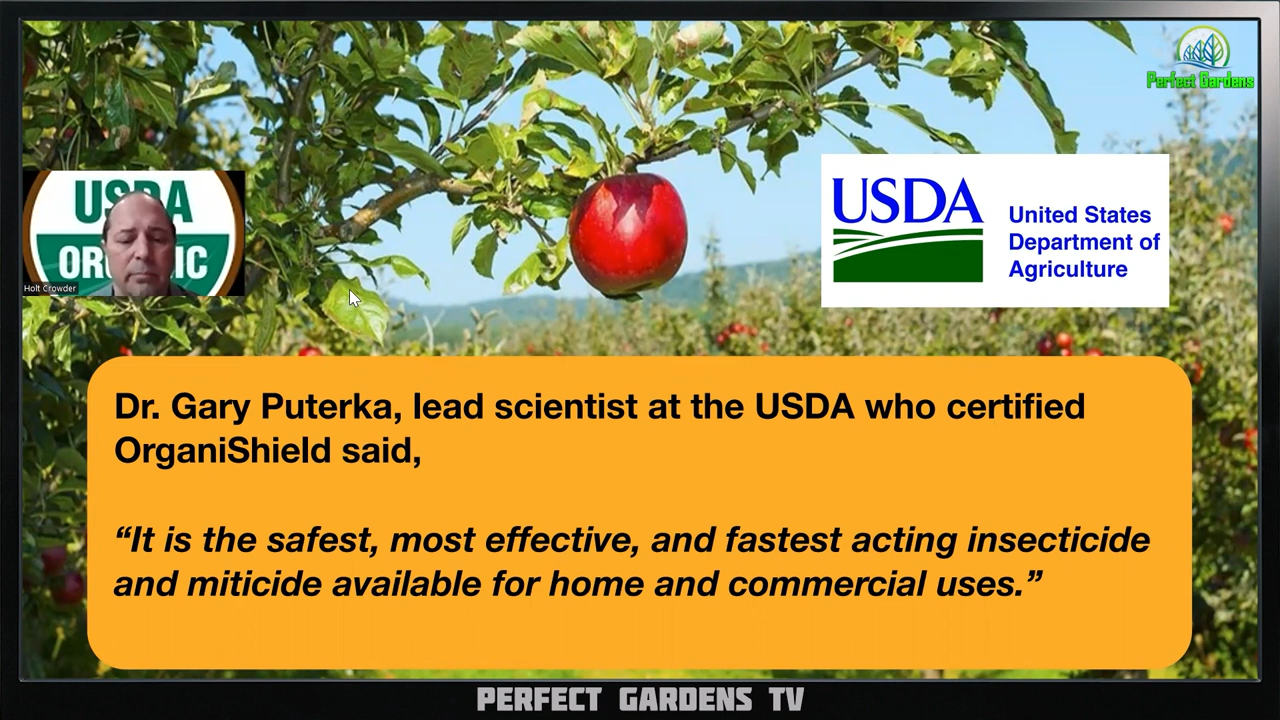 Perfect Gardens
USDA
ORGANIC
Holt Crowder
USDA
United States
Department of
Agriculture
Dr. Gary Puterka, lead scientist at the USDA who certified
OrganiShield said,
“It is the safest, most effective, and fastest acting insecticide
and miticide available for home and commercial uses.”
PERFECT GARDENS TV